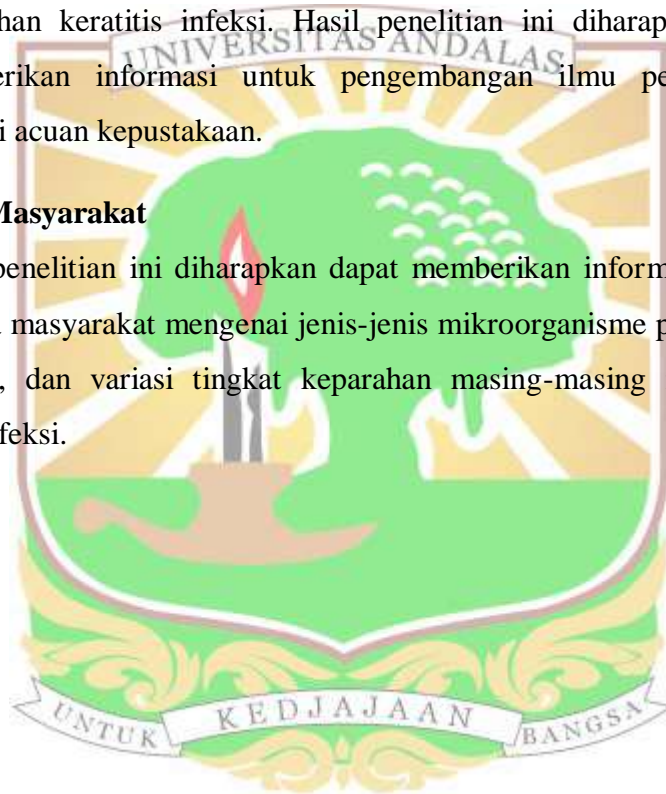 han keratitis infeksi. Hasil penelitian ini diharap
UNIVERSITAS ANDALAS
erikan informasi untuk pengembangan ilmu pe
i acuan kepustakaan.
Masyarakat
penelitian ini diharapkan dapat memberikan inform
masyarakat mengenai jenis-jenis mikroorganisme p
, dan variasi tingkat keparahan masing-masing
feksi.
UNTUK KEDJAJAAN BANGSA